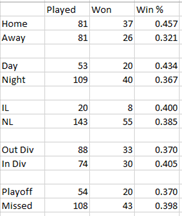 Played Won Win %
Home 81 37 0.457
Away 81 26 0.321
Day 53 20 0.434
Night 109 40 0.367
IL 20 8 0.400
NL 143 55 0.385
Out Div 88 33 0.370
In Div 74 30 0.405
Playoff 54 20 0.370
Missed 108 43 0.398